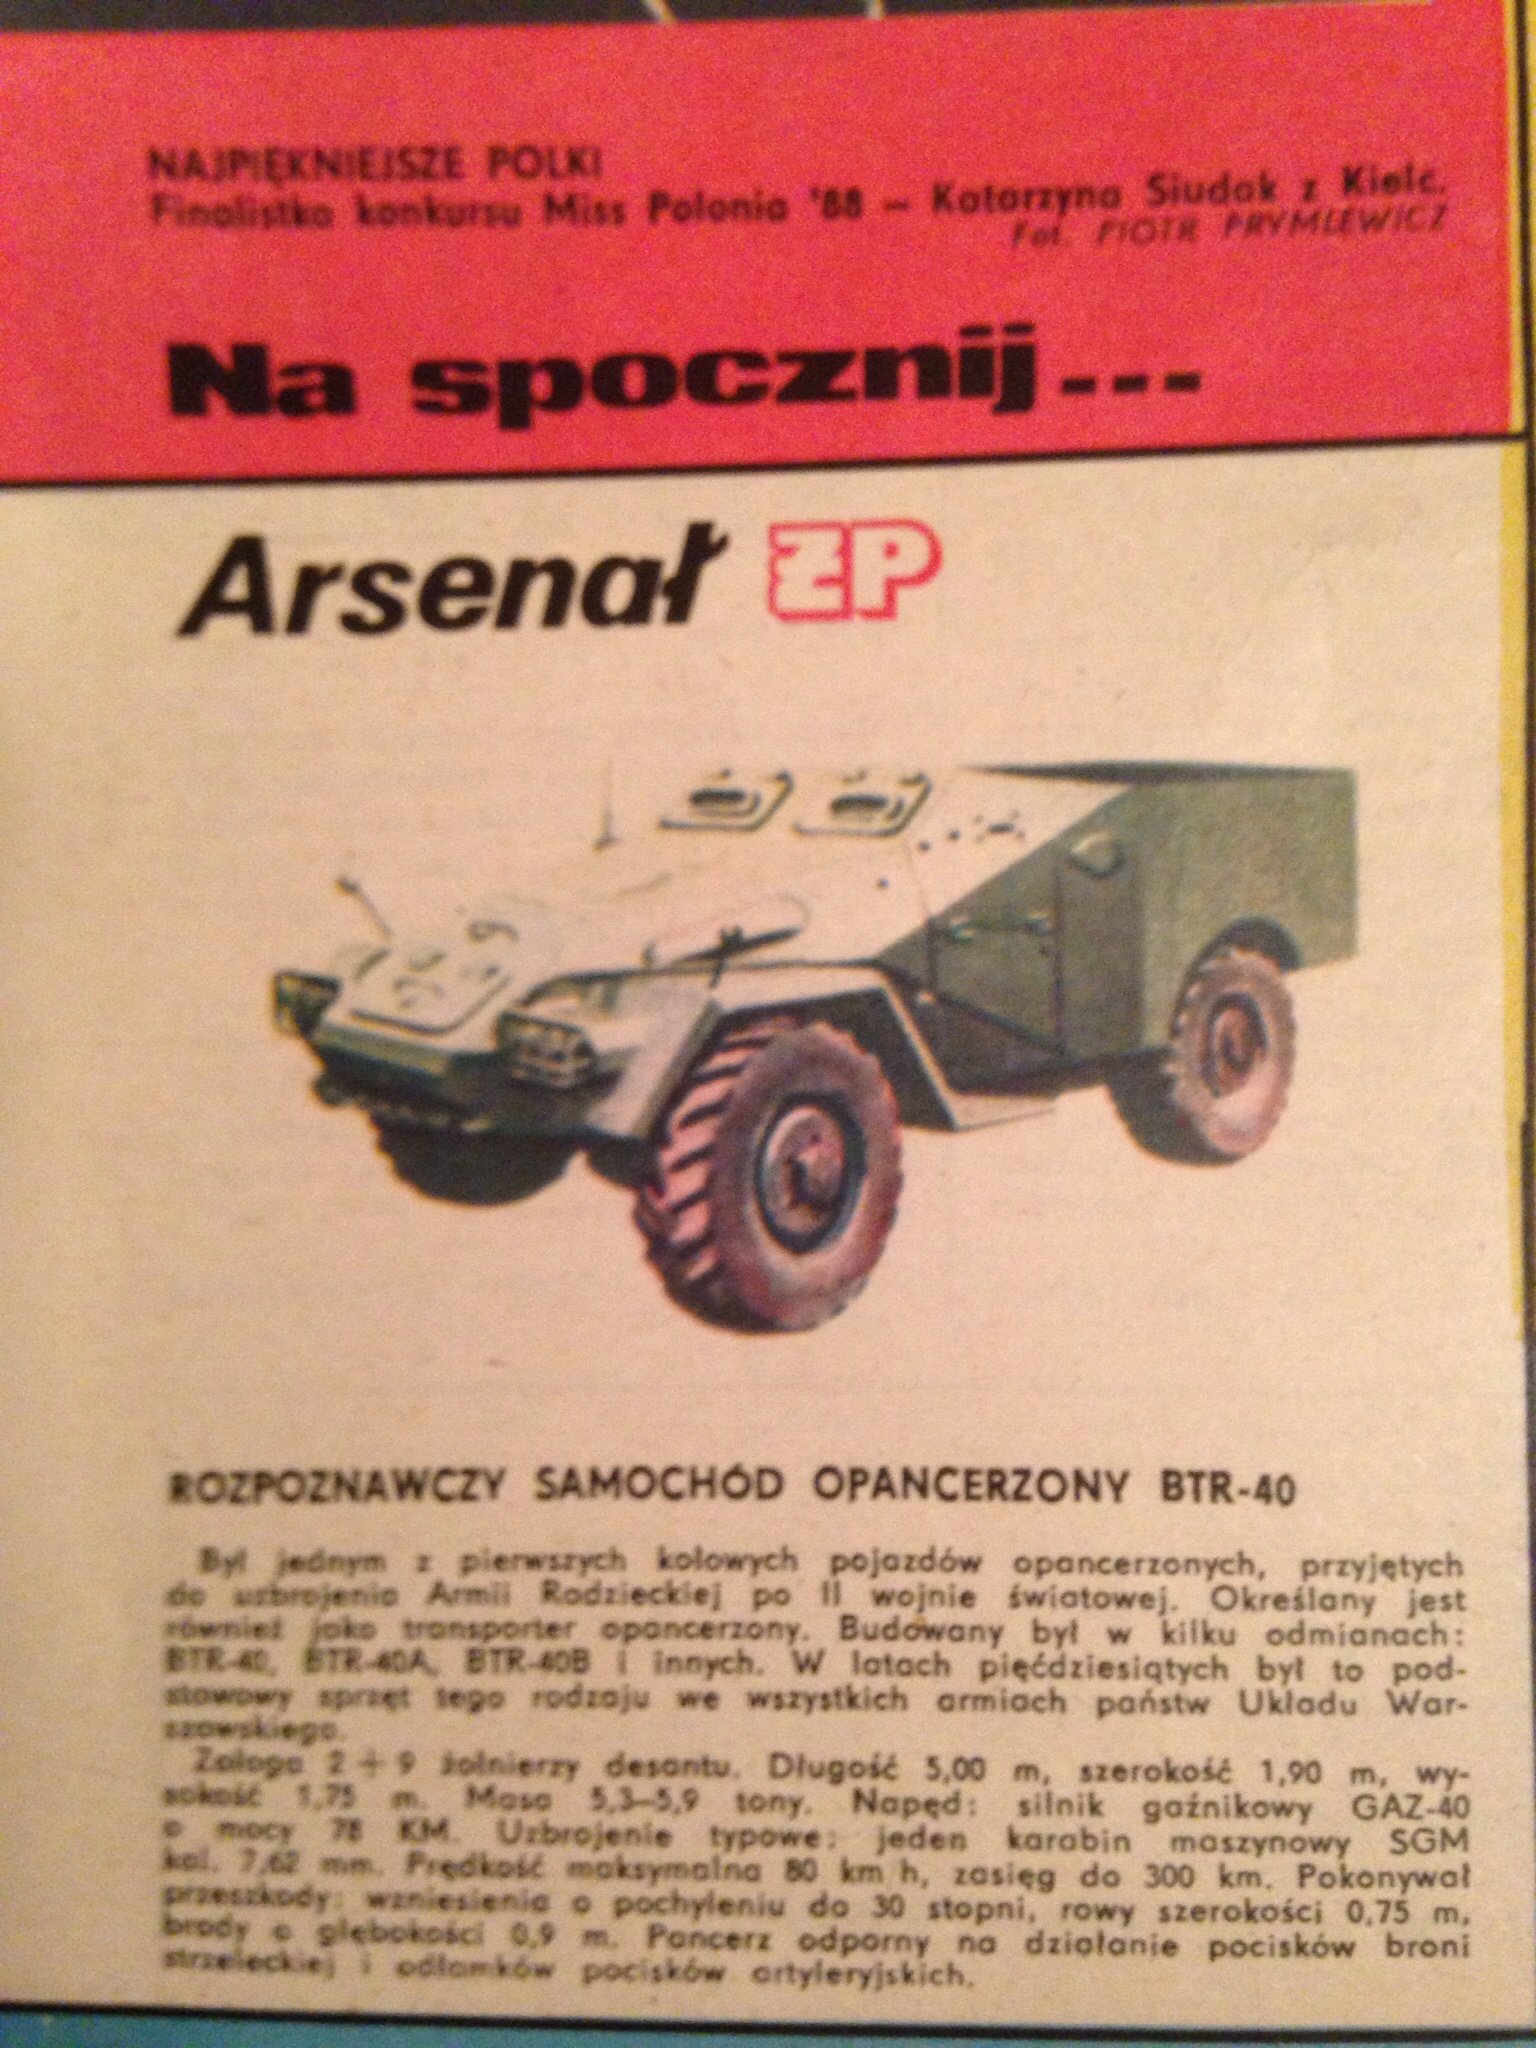 NAJPIĘKNIEJSZE POLKI
Finalistka konkursu Miss Polonia '88 – Katarzyna Siudak z Kielc.
Fot. PIOTR PRYMLEWICZ
Na spocznij...
Arsenał ŻP
ROZPOZNAWCZY SAMOCHÓD OPANCERZONY BTR-40
Był jednym z pierwszych kołowych pojazdów opancerzonych, przyjętych
do uzbrojenia Armii Radzieckiej po II wojnie światowej. Określany jest
również jako transporter opancerzony. Budowany był w kilku odmianach:
BTR-40, BTR-40A, BTR-40B i innych. W latach pięćdziesiątych był to pod-
stawowy sprzęt tego rodzaju we wszystkich armiach państw Układu War-
szawskiego.
Załoga 2 + 9 żołnierzy desantu. Długość 5,00 m, szerokość 1,90 m, wy-
sokość 1,75 m. Masa 5,3–5,9 tony. Napęd: silnik gaźnikowy GAZ-40
o mocy 78 KM. Uzbrojenie typowe: jeden karabin maszynowy SGM
kal. 7,62 mm. Prędkość maksymalna 80 km h, zasięg do 300 km. Pokonywał
przeszkody: wzniesienia o pochyleniu do 30 stopni, rowy szerokości 0,75 m,
brody o głębokości 0,9 m. Pancerz odporny na działanie pocisków broni
strzeleckiej i odłamków pocisków artyleryjskich.